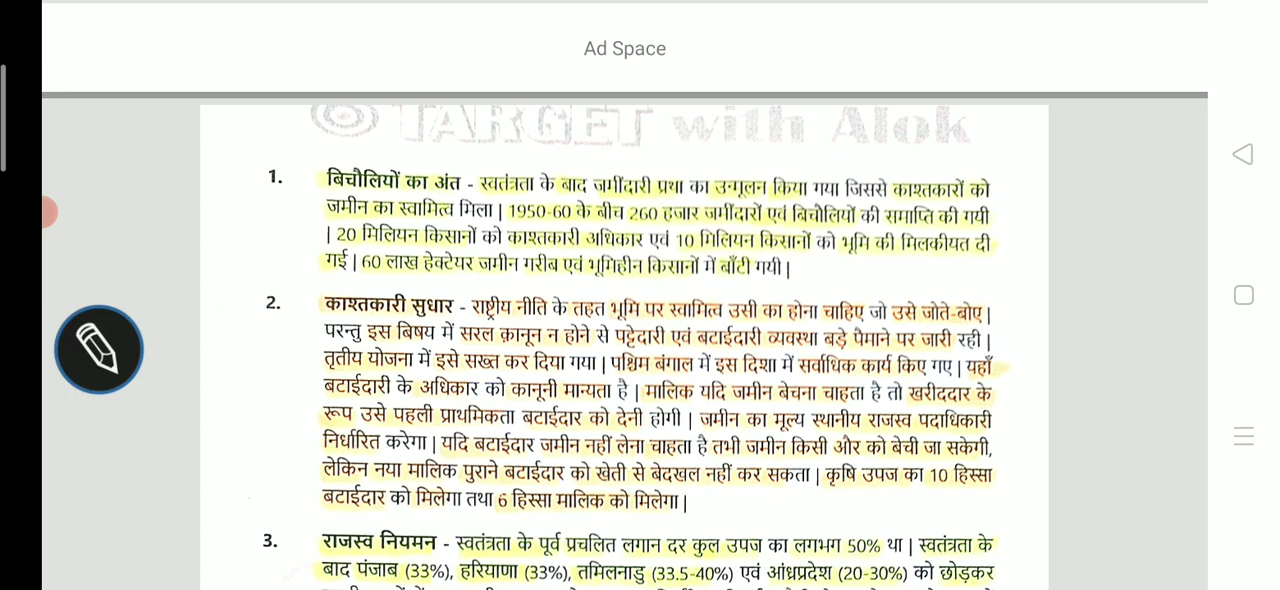 Ad Space
TARGET with Alok
1. बिचौलियों का अंत - स्वतंत्रता के बाद जमींदारी प्रथा का उन्मूलन किया गया जिससे काश्तकारों को
जमीन का स्वामित्व मिला | 1950-60 के बीच 260 हजार जमींदारों एवं बिचौलियों की समाप्ति की गयी
| 20 मिलियन किसानों को काश्तकारी अधिकार एवं 10 मिलियन किसानों को भूमि की मिलकीयत दी
गई | 60 लाख हेक्टेयर जमीन गरीब एवं भूमिहीन किसानों में बाँटी गयी |
2. काश्तकारी सुधार - राष्ट्रीय नीति के तहत भूमि पर स्वामित्व उसी का होना चाहिए जो उसे जोते-बोए |
परन्तु इस बिषय में सरल क़ानून न होने से पट्टेदारी एवं बटाईदारी व्यवस्था बड़े पैमाने पर जारी रही |
तृतीय योजना में इसे सख्त कर दिया गया | पश्चिम बंगाल में इस दिशा में सर्वाधिक कार्य किए गए | यहाँ
बटाईदारी के अधिकार को कानूनी मान्यता है | मालिक यदि जमीन बेचना चाहता है तो खरीददार के
रूप उसे पहली प्राथमिकता बटाईदार को देनी होगी | जमीन का मूल्य स्थानीय राजस्व पदाधिकारी
निर्धारित करेगा | यदि बटाईदार जमीन नहीं लेना चाहता है तभी जमीन किसी और को बेची जा सकेगी,
लेकिन नया मालिक पुराने बटाईदार को खेती से बेदखल नहीं कर सकता | कृषि उपज का 10 हिस्सा
बटाईदार को मिलेगा तथा 6 हिस्सा मालिक को मिलेगा |
3. राजस्व नियमन - स्वतंत्रता के पूर्व प्रचलित लगान दर कुल उपज का लगभग 50% था | स्वतंत्रता के
बाद पंजाब (33%), हरियाणा (33%), तमिलनाडु (33.5-40%) एवं आंध्रप्रदेश (20-30%) को छोड़कर